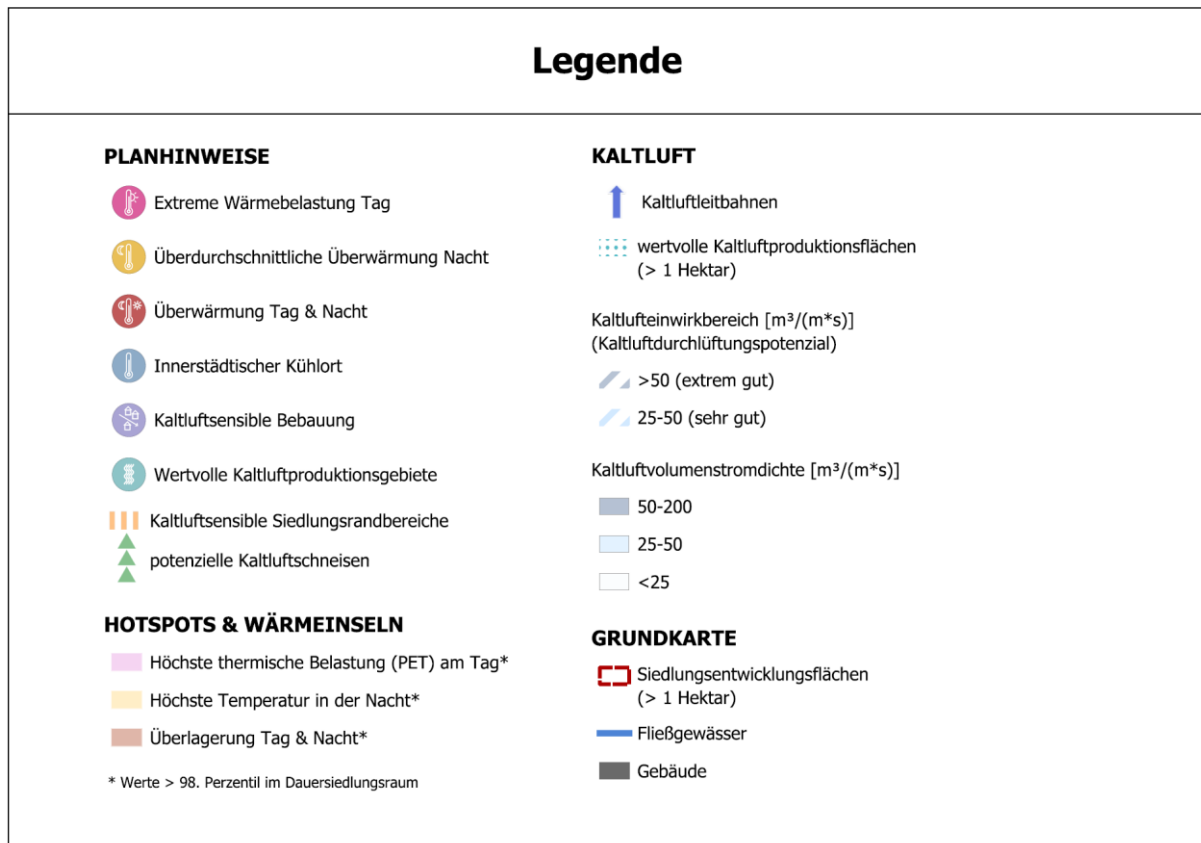 Legende
PLANHINWEISE
Extreme Wärmebelastung Tag
Überdurchschnittliche Überwärmung Nacht
Überwärmung Tag & Nacht
Innerstädtischer Kühlort
Kaltluftsensible Bebauung
Wertvolle Kaltluftproduktionsgebiete
Kaltluftsensible Siedlungsrandbereiche
potenzielle Kaltluftschneisen
HOTSPOTS & WÄRMEINSELN
Höchste thermische Belastung (PET) am Tag*
Höchste Temperatur in der Nacht*
Überlagerung Tag & Nacht*
* Werte > 98. Perzentil im Dauersiedlungsraum
KALTLUFT
Kaltluftleitbahnen
wertvolle Kaltluftproduktionsflächen
(> 1 Hektar)
Kaltlufteinwirkbereich [m³/(m*s)]
(Kaltluftdurchlüftungspotenzial)
>50 (extrem gut)
25-50 (sehr gut)
Kaltluftvolumenstromdichte [m³/(m*s)]
50-200
25-50
<25
GRUNDKARTE
Siedlungsentwicklungsflächen
(> 1 Hektar)
Fließgewässer
Gebäude